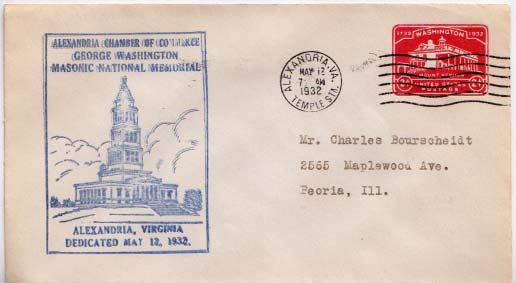 ALEXANDRIA CHAMBER OF COMMERCE
GEORGE WASHINGTON
MASONIC NATIONAL MEMORIAL
ALEXANDRIA, VIRGINIA
DEDICATED MAY 12, 1932.
ALEXANDRIA, VA.
MAY 12
7 AM
1932
TEMPLE STA.
WASHINGTON
1732 1932
MOUNT VERNON
UNITED STATES
POSTAGE
Mr. Charles Bourscheidt
2565 Maplewood Ave.
Peoria, Ill.